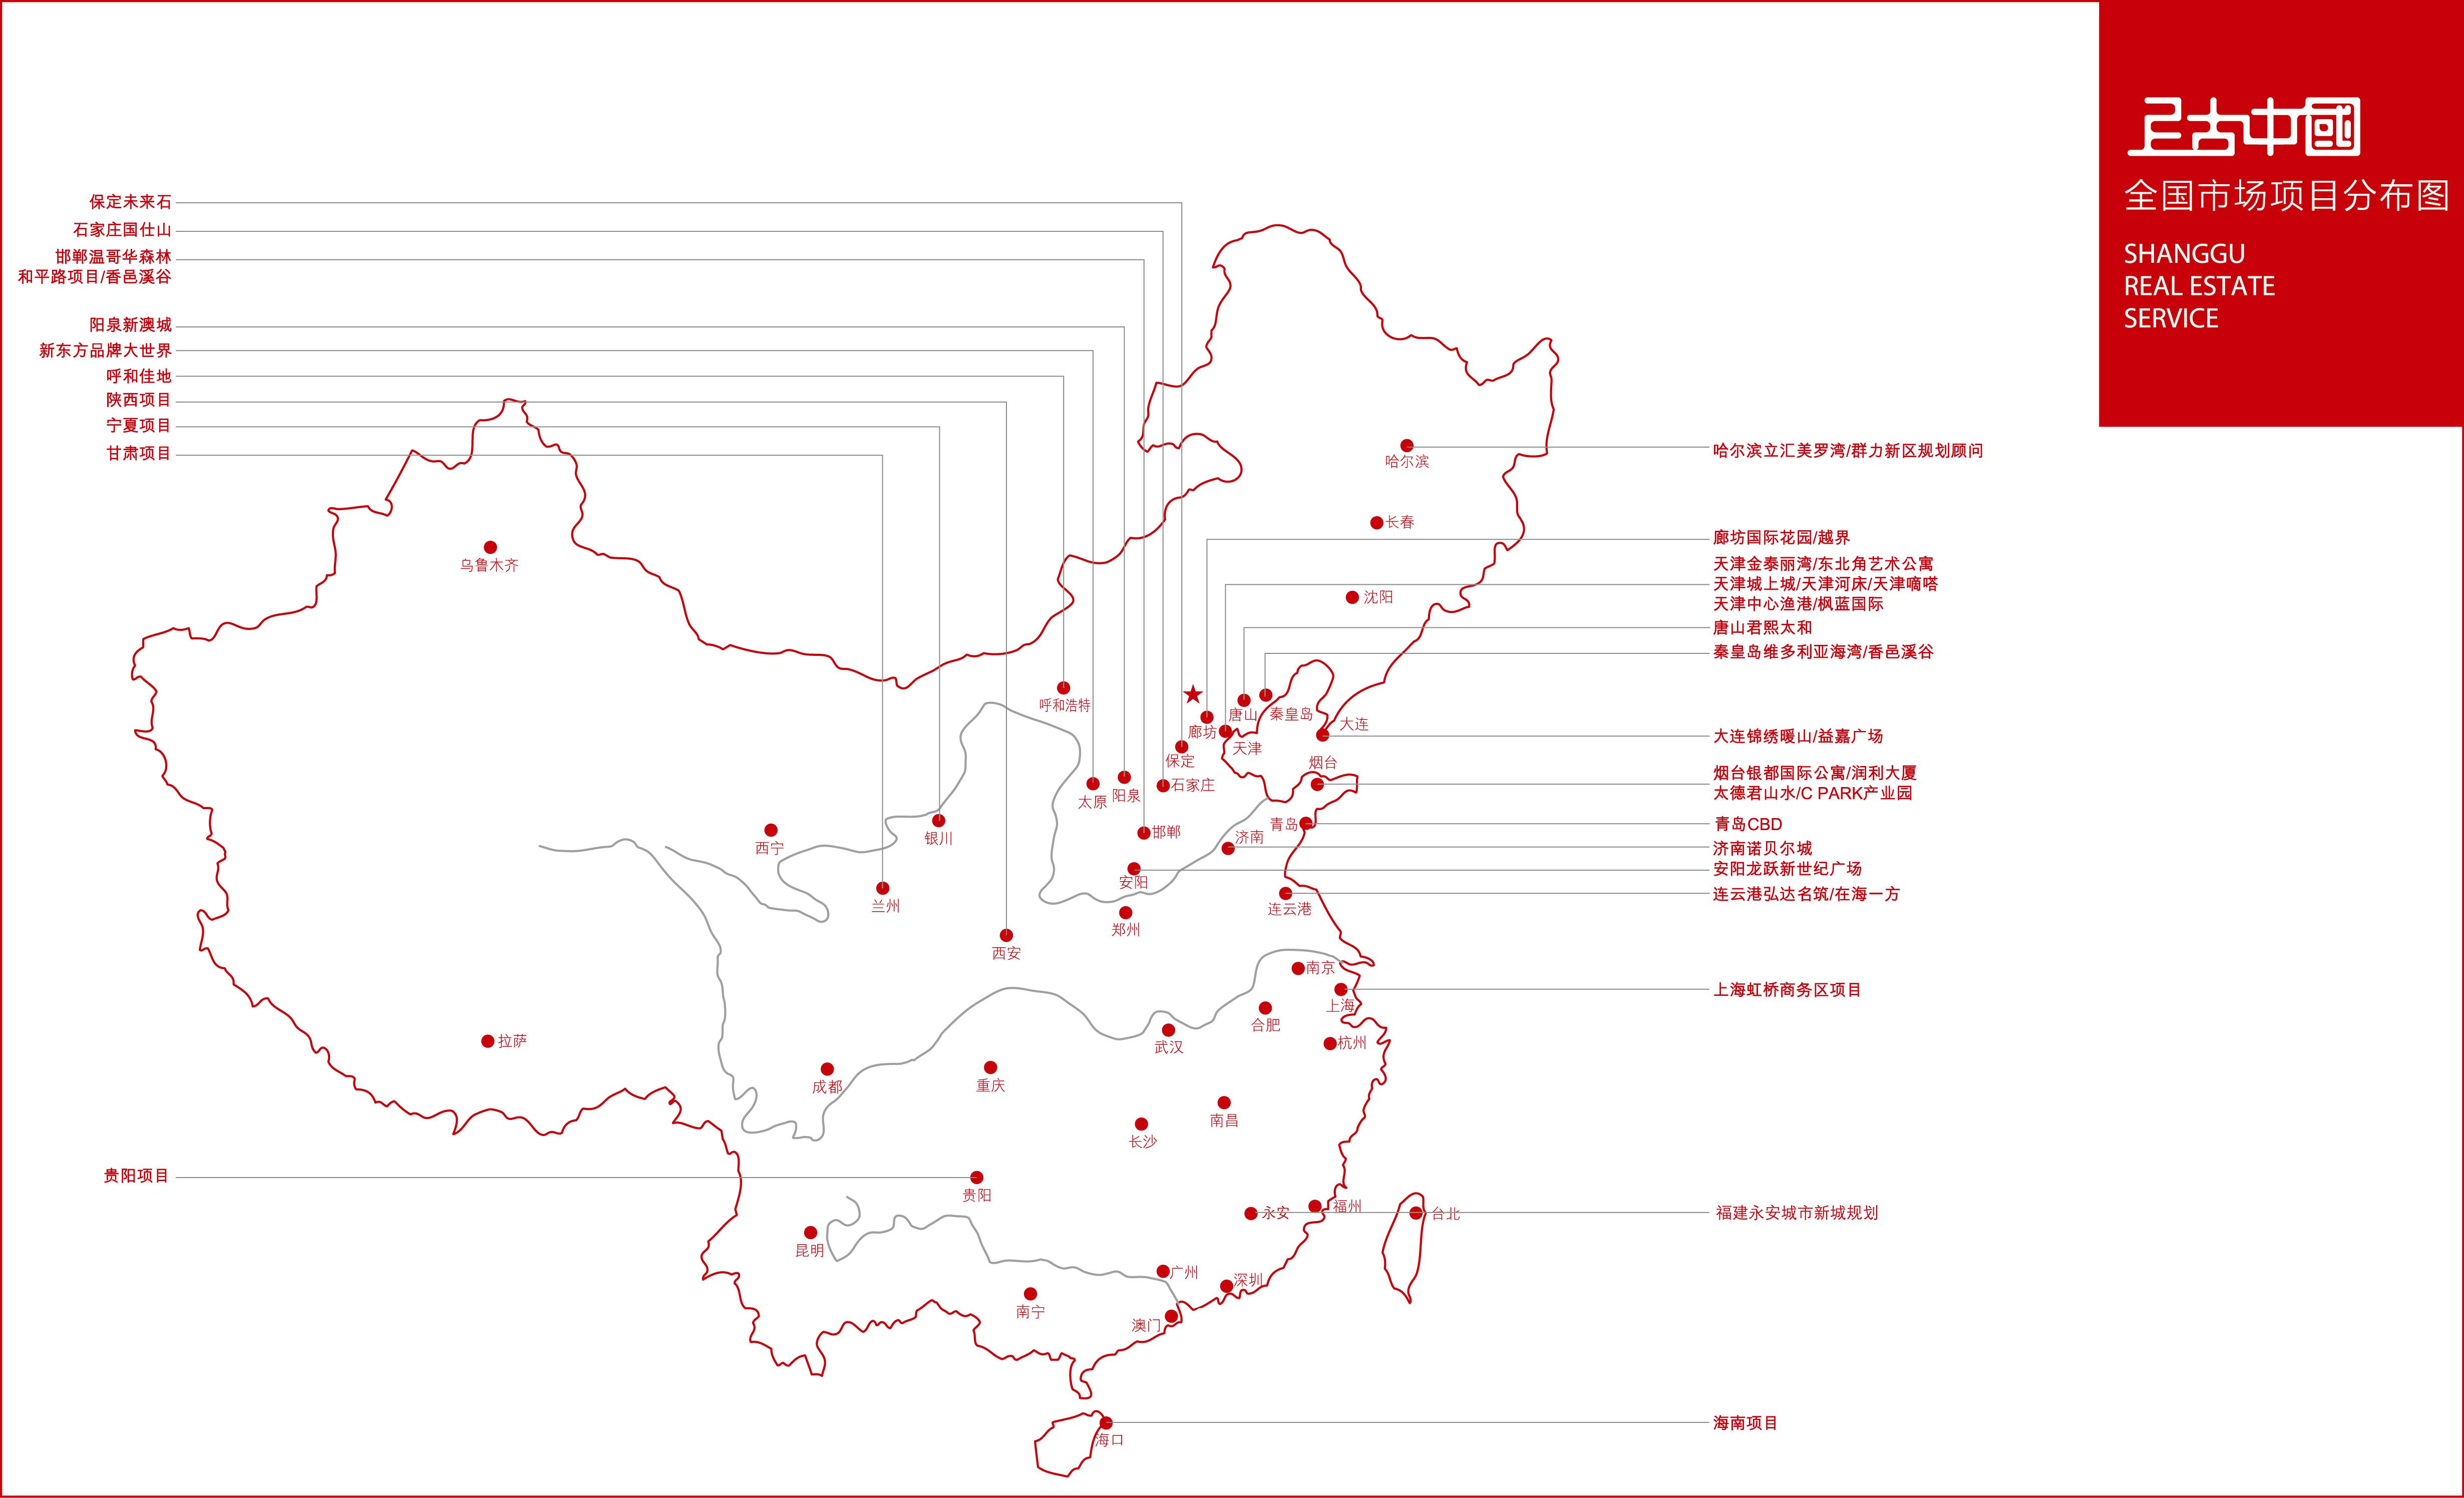 上古中國
全国市场项目分布图
SHANGGU
REAL ESTATE
SERVICE
保定未来石
石家庄国仕山
邯郸温哥华森林
和平路项目/香邑溪谷
阳泉新澳城
新东方品牌大世界
呼和佳地
陕西项目
宁夏项目
甘肃项目
贵阳项目
哈尔滨
长春
沈阳
乌鲁木齐
呼和浩特
唐山
秦皇岛
大连
廊坊
天津
保定
烟台
石家庄
太原
阳泉
青岛
邯郸
济南
银川
西宁
安阳
兰州
连云港
郑州
西安
南京
上海
合肥
杭州
武汉
拉萨
成都
重庆
南昌
长沙
贵阳
福州
永安
台北
昆明
广州
深圳
南宁
澳门
海口
哈尔滨立汇美罗湾/群力新区规划顾问
廊坊国际花园/越界
天津金泰丽湾/东北角艺术公寓
天津城上城/天津河床/天津嘀嗒
天津中心渔港/枫蓝国际
唐山君熙太和
秦皇岛维多利亚海湾/香邑溪谷
大连锦绣暖山/益嘉广场
烟台银都国际公寓/润利大厦
太德君山水/C PARK产业园
青岛CBD
济南诺贝尔城
安阳龙跃新世纪广场
连云港弘达名筑/在海一方
上海虹桥商务区项目
福建永安城市新城规划
海南项目